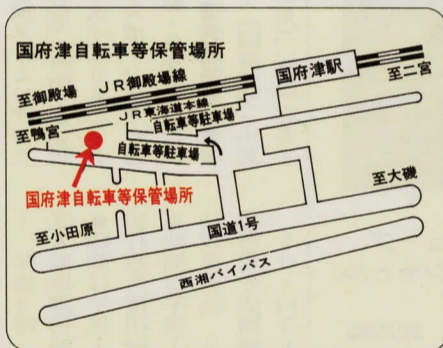 国府津自転車等保管場所
国府津駅
至二宮
JR御殿場線
至御殿場
JR東海道本線
自転車等駐車場
至鴨宮
自転車等駐車場
国府津自転車等保管場所
至大磯
至小田原
国道1号
西湘バイパス